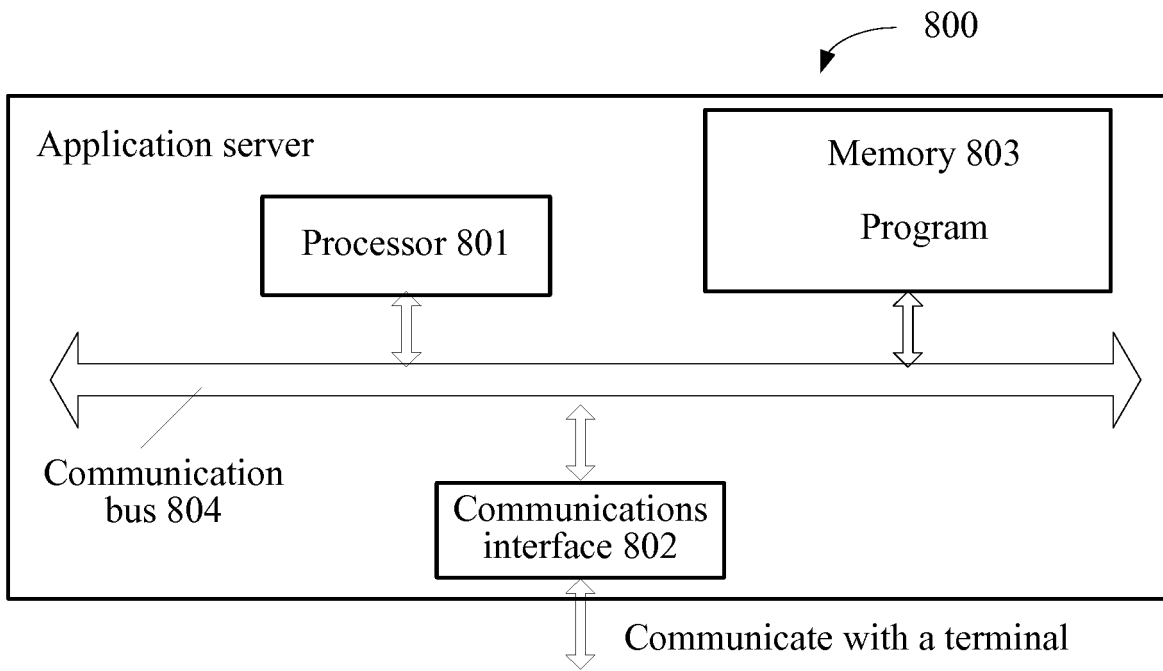 800
Application server
Memory 803
Program
Processor 801
Communication
bus 804
Communications
interface 802
Communicate with a terminal